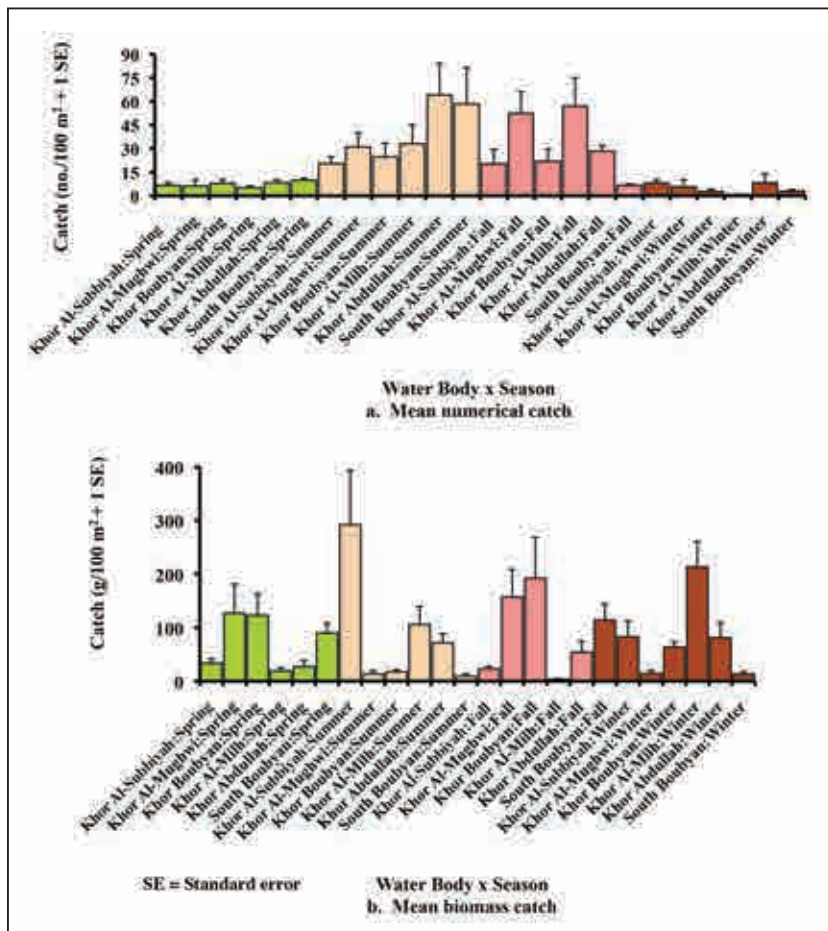 Catch (no./100 m² + 1 SE)
90
75
60
45
30
15
0
Khor Al-Subbiyah:Spring
Khor Al-Mughwi:Spring
Khor Boubyan:Spring
Khor Al-Milh:Spring
Khor Abdullah:Spring
South Boubyan:Spring
Khor Al-Subbiyah:Summer
Khor Al-Mughwi:Summer
Khor Boubyan:Summer
Khor Al-Milh:Summer
Khor Abdullah:Summer
South Boubyan:Summer
Khor Al-Subbiyah:Fall
Khor Al-Mughwi:Fall
Khor Boubyan:Fall
Khor Al-Milh:Fall
Khor Abdullah:Fall
South Boubyan:Fall
Khor Al-Subbiyah:Winter
Khor Al-Mughwi:Winter
Khor Boubyan:Winter
Khor Al-Milh:Winter
Khor Abdullah:Winter
South Boubyan:Winter
Water Body x Season
a. Mean numerical catch
Catch (g/100 m² + 1 SE)
400
300
200
100
0
Khor Al-Subbiyah:Spring
Khor Al-Mughwi:Spring
Khor Boubyan:Spring
Khor Al-Milh:Spring
Khor Abdullah:Spring
South Boubyan:Spring
Khor Al-Subbiyah:Summer
Khor Al-Mughwi:Summer
Khor Boubyan:Summer
Khor Al-Milh:Summer
Khor Abdullah:Summer
South Boubyan:Summer
Khor Al-Subbiyah:Fall
Khor Al-Mughwi:Fall
Khor Boubyan:Fall
Khor Al-Milh:Fall
Khor Abdullah:Fall
South Boubyan:Fall
Khor Al-Subbiyah:Winter
Khor Al-Mughwi:Winter
Khor Boubyan:Winter
Khor Al-Milh:Winter
Khor Abdullah:Winter
South Boubyan:Winter
SE = Standard error
Water Body x Season
b. Mean biomass catch